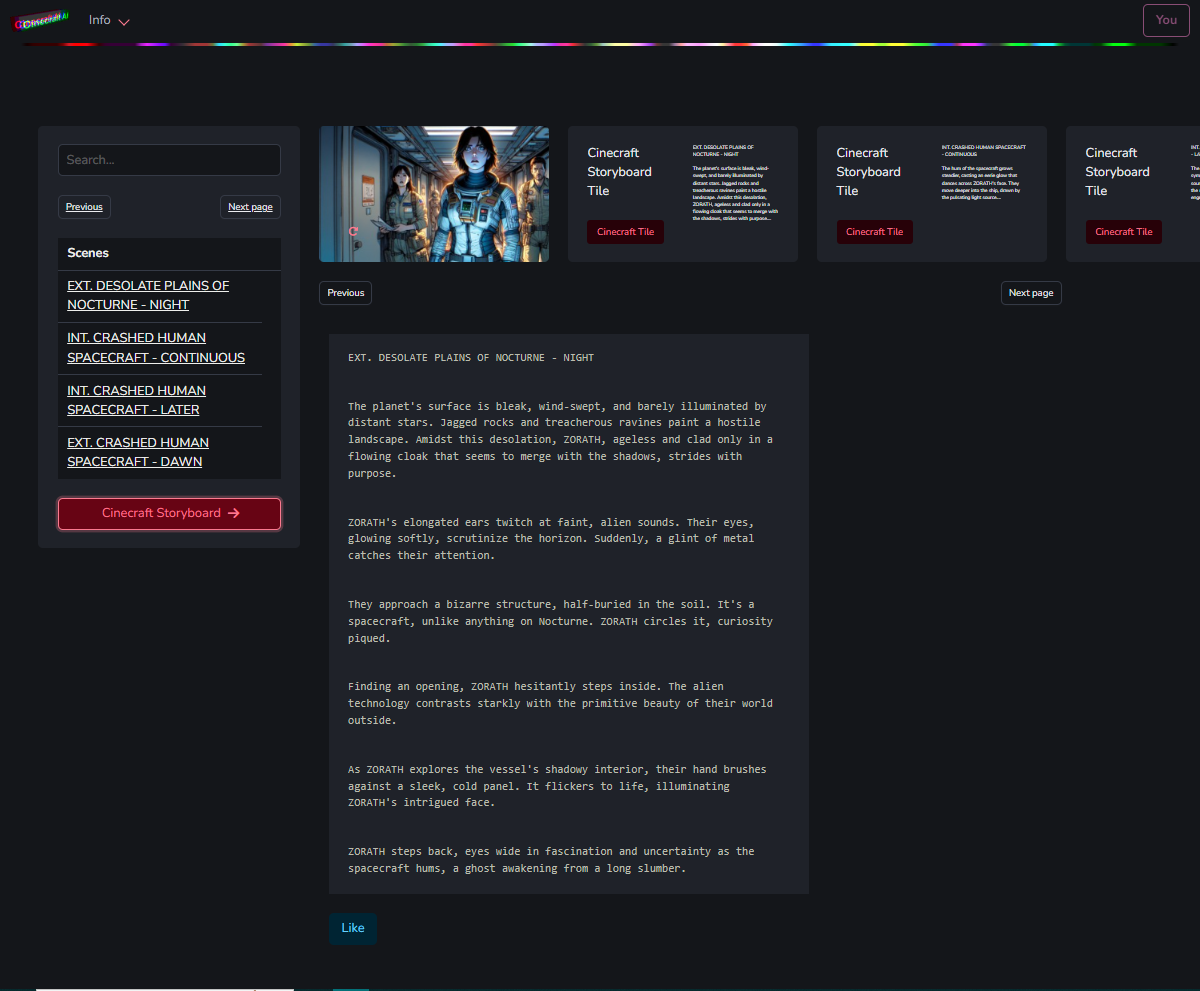 Cinecraft AI
Info
You
Search...
Previous
Next page
Scenes
EXT. DESOLATE PLAINS OF
NOCTURNE - NIGHT
INT. CRASHED HUMAN
SPACECRAFT - CONTINUOUS
INT. CRASHED HUMAN
SPACECRAFT - LATER
EXT. CRASHED HUMAN
SPACECRAFT - DAWN
Cinecraft Storyboard
Cinecraft
Storyboard
Tile
Cinecraft Tile
EXT. DESOLATE PLAINS OF
NOCTURNE - NIGHT
The planet's surface is bleak, wind-
swept, and barely illuminated by
distant stars. Jagged rocks and
treacherous ravines paint a hostile
landscape. Amidst this desolation,
ZORATH, ageless and clad only in a
flowing cloak that seems to merge with
the shadows, strides with purpose...
Cinecraft
Storyboard
Tile
Cinecraft Tile
INT. CRASHED HUMAN SPACECRAFT
- CONTINUOUS
The hum of the spacecraft grows
steadier, casting an eerie glow that
dances across ZORATH's face. They
move deeper into the ship, drawn by
the pulsating light source...
Cinecraft
Storyboard
Tile
Cinecraft Tile
INT.
- LA
The
Previous
Next page
EXT. DESOLATE PLAINS OF NOCTURNE - NIGHT
The planet's surface is bleak, wind-swept, and barely illuminated by
distant stars. Jagged rocks and treacherous ravines paint a hostile
landscape. Amidst this desolation, ZORATH, ageless and clad only in a
flowing cloak that seems to merge with the shadows, strides with
purpose.
ZORATH's elongated ears twitch at faint, alien sounds. Their eyes,
glowing softly, scrutinize the horizon. Suddenly, a glint of metal
catches their attention.
They approach a bizarre structure, half-buried in the soil. It's a
spacecraft, unlike anything on Nocturne. ZORATH circles it, curiosity
piqued.
Finding an opening, ZORATH hesitantly steps inside. The alien
technology contrasts starkly with the primitive beauty of their world
outside.
As ZORATH explores the vessel's shadowy interior, their hand brushes
against a sleek, cold panel. It flickers to life, illuminating
ZORATH's intrigued face.
ZORATH steps back, eyes wide in fascination and uncertainty as the
spacecraft hums, a ghost awakening from a long slumber.
Like